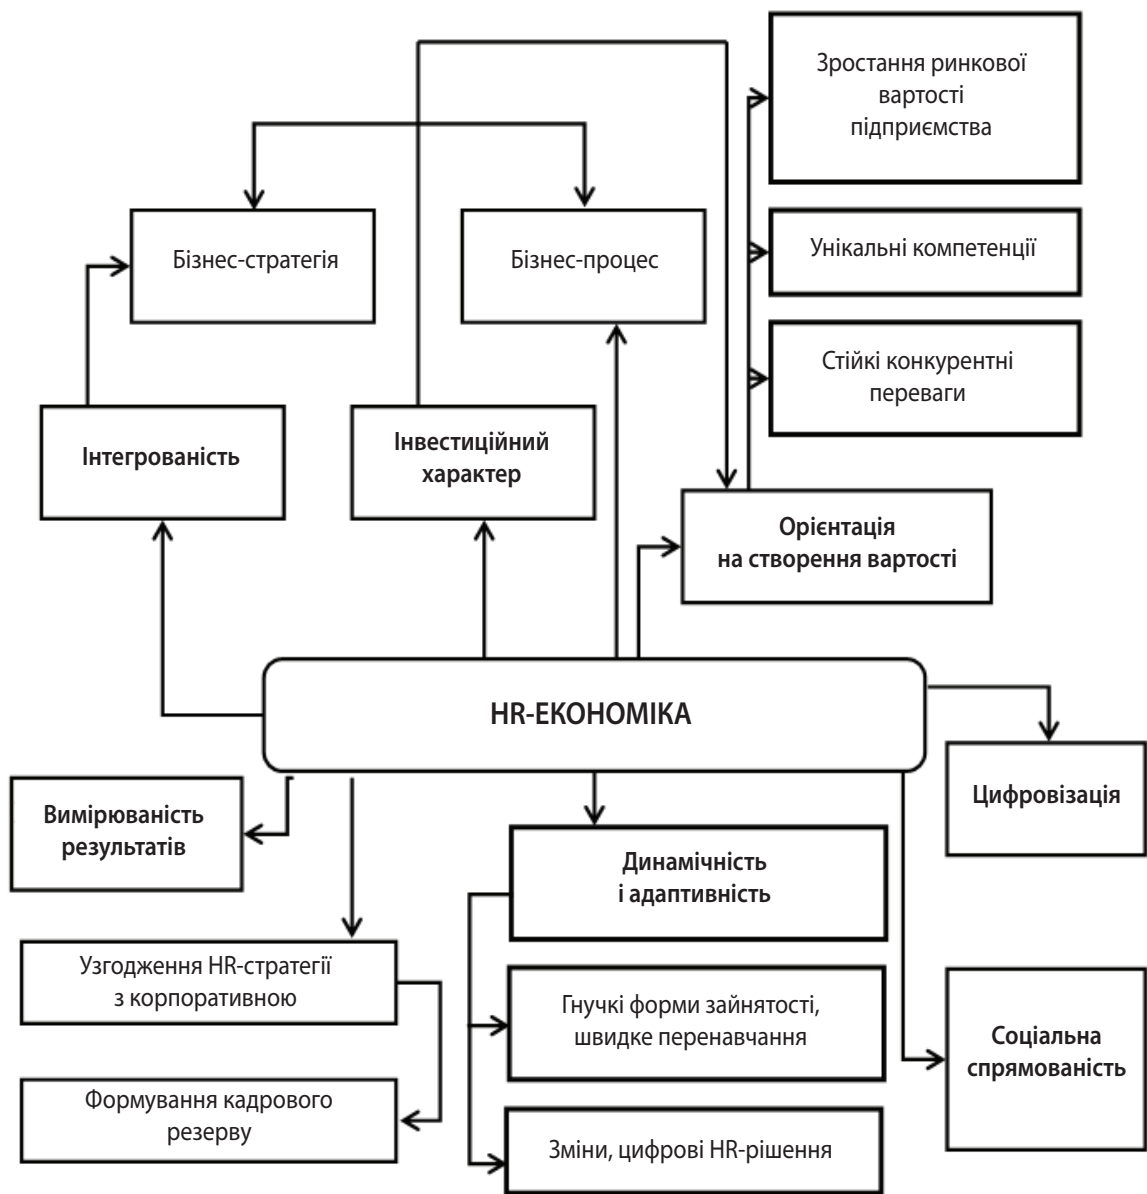 Зростання ринкової
вартості
підприємства
Бізнес-стратегія
Бізнес-процес
Унікальні компетенції
Стійкі конкурентні
переваги
Інтегрованість
Інвестиційний
характер
Орієнтація
на створення вартості
HR-ЕКОНОМІКА
Цифровізація
Вимірюваність
результатів
Динамічність
і адаптивність
Узгодження HR-стратегії
з корпоративною
Гнучкі форми зайнятості,
швидке перенавчання
Соціальна
спрямованість
Формування кадрового
резерву
Зміни, цифрові HR-рішення